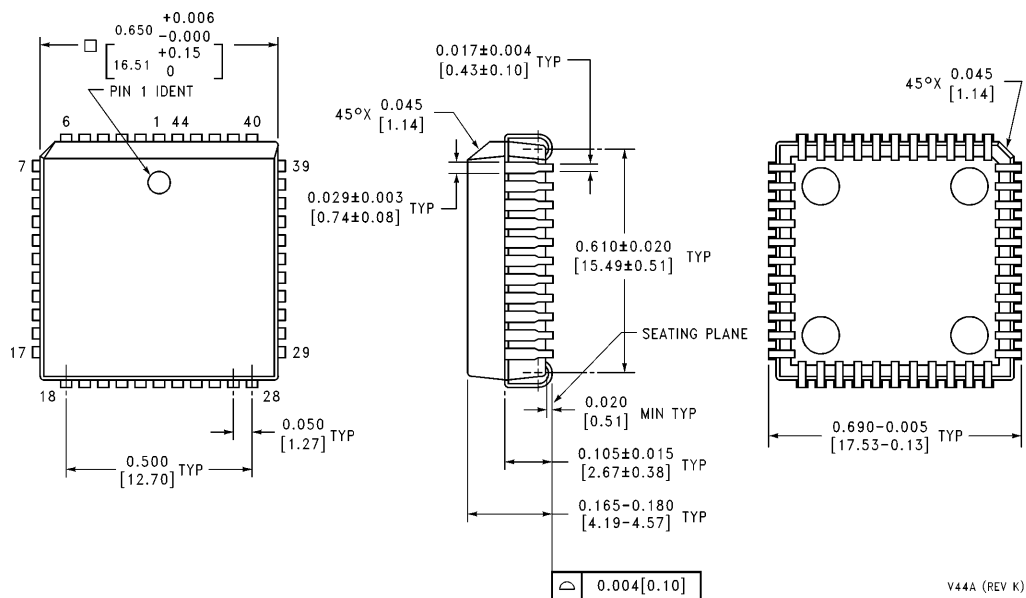 □ 0.650 +0.006 -0.000
[16.51 +0.15 0]
PIN 1 IDENT
6 1 44 40
7 39
17 29
18 28
0.050
[1.27] TYP
0.500
[12.70] TYP
0.017±0.004
[0.43±0.10] TYP
45°X 0.045
[1.14]
0.029±0.003
[0.74±0.08] TYP
0.610±0.020
[15.49±0.51] TYP
SEATING PLANE
0.020
[0.51] MIN TYP
0.105±0.015
[2.67±0.38] TYP
0.165-0.180
[4.19-4.57] TYP
⌓ 0.004[0.10]
45°X 0.045
[1.14]
0.690-0.005
[17.53-0.13] TYP
V44A (REV K)